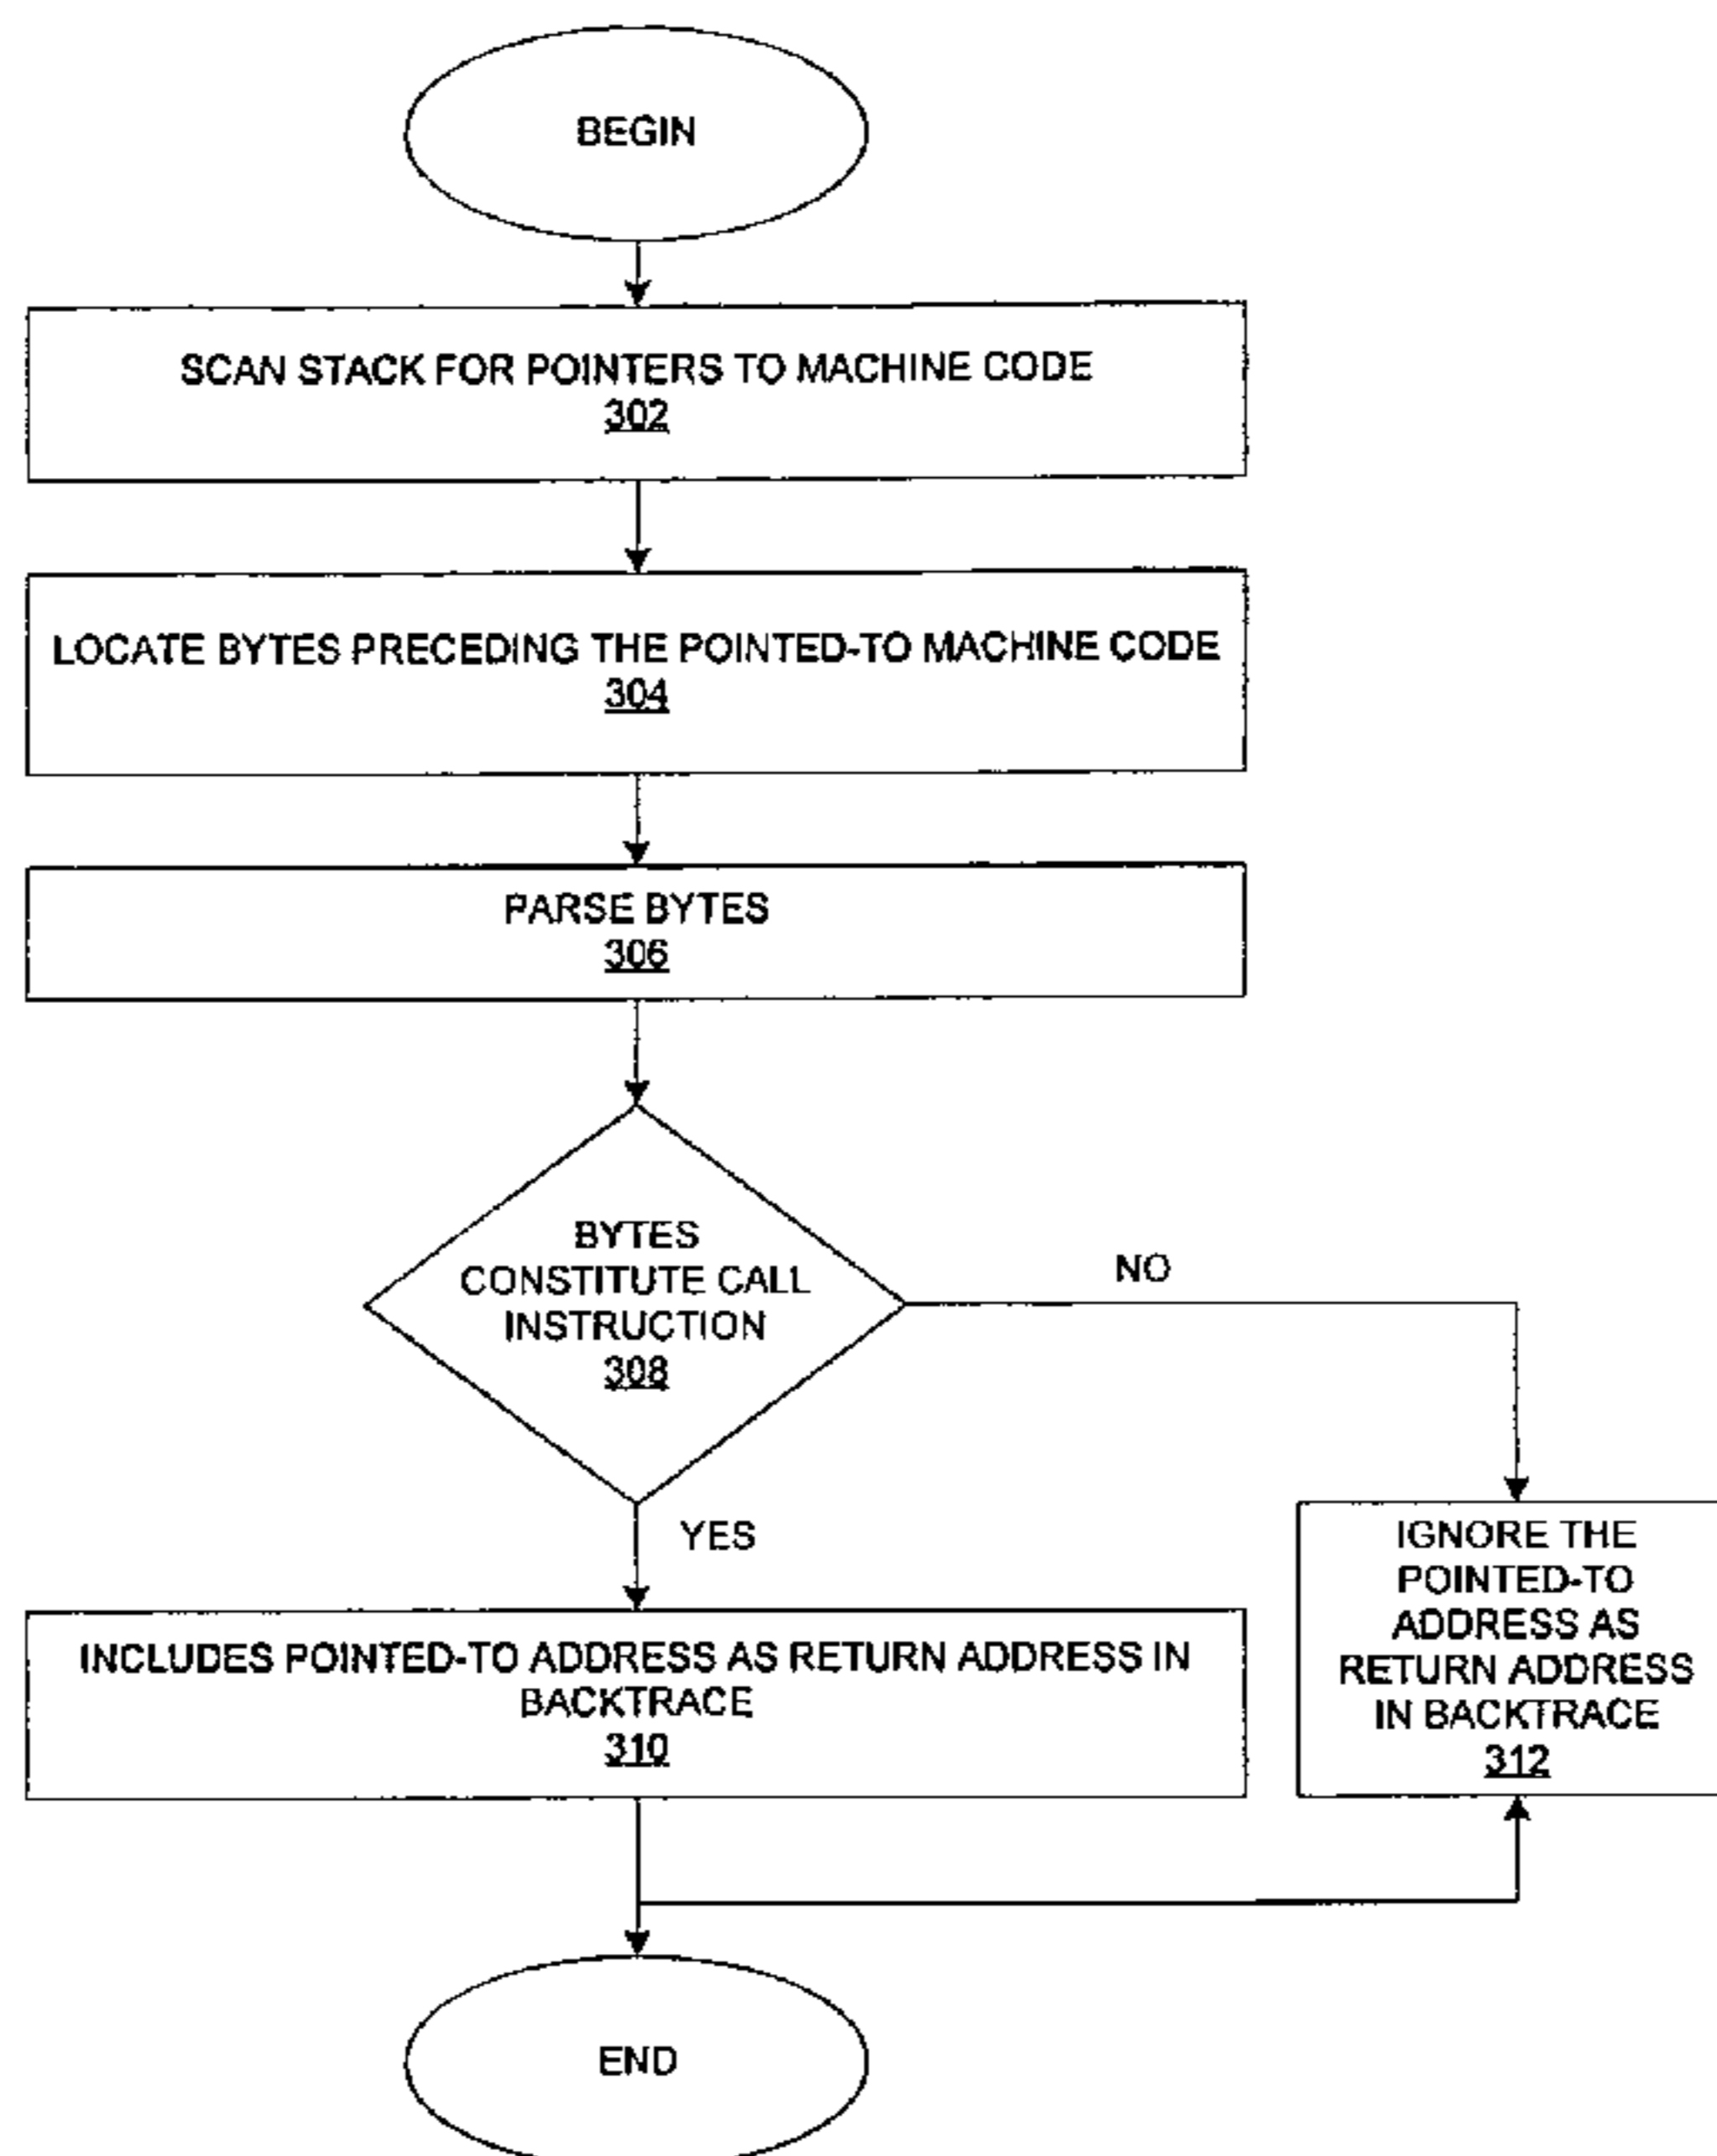 BEGIN
SCAN STACK FOR POINTERS TO MACHINE CODE
302
LOCATE BYTES PRECEDING THE POINTED-TO MACHINE CODE
304
PARSE BYTES
306
BYTES
CONSTITUTE CALL
INSTRUCTION
308
NO
YES
IGNORE THE
POINTED-TO
ADDRESS AS
RETURN ADDRESS
IN BACKTRACE
312
INCLUDES POINTED-TO ADDRESS AS RETURN ADDRESS IN
BACKTRACE
310
END